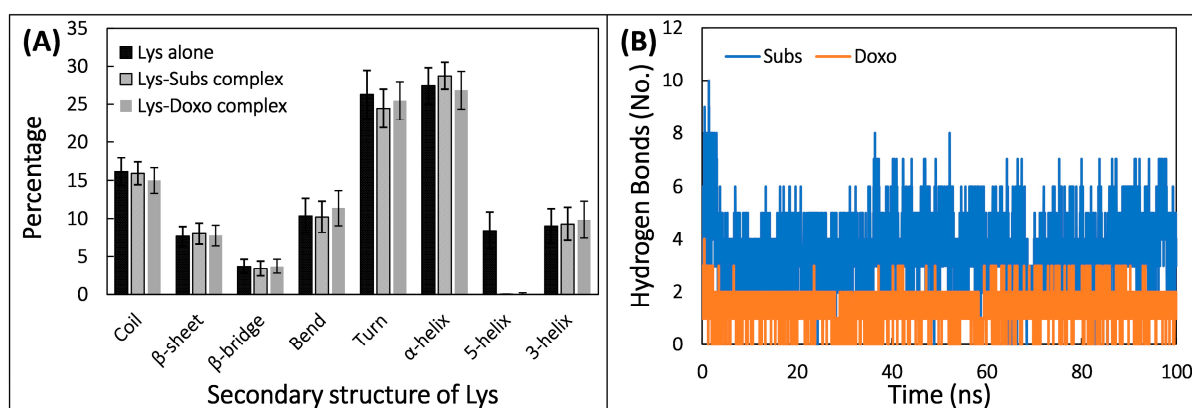 (A)
35
30
25
20
15
10
5
0
Percentage
Lys alone
Lys-Subs complex
Lys-Doxo complex
Coil
β-sheet
β-bridge
Bend
Turn
α-helix
5-helix
3-helix
Secondary structure of Lys
(B)
12
10
8
6
4
2
0
Hydrogen Bonds (No.)
Subs Doxo
0 20 40 60 80 100
Time (ns)